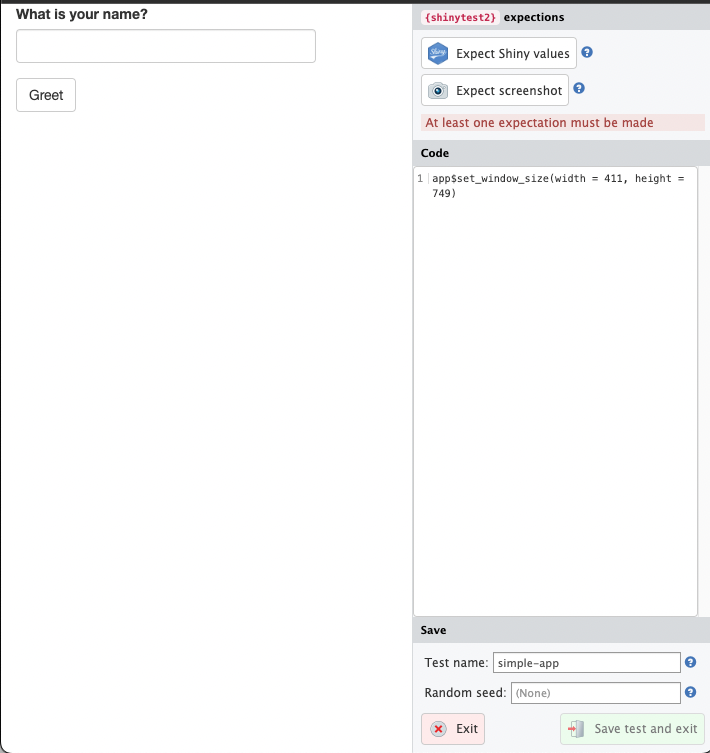 What is your name?
Greet
{shinytest2} expections
Shiny
Expect Shiny values
?
Expect screenshot
?
At least one expectation must be made
Code
1 app$set_window_size(width = 411, height =
749)
Save
Test name: simple-app ?
Random seed: (None) ?
Exit
Save test and exit